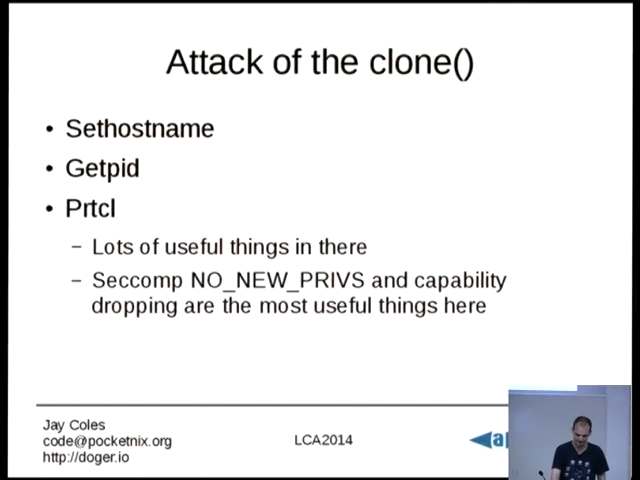 Attack of the clone()
• Sethostname
• Getpid
• Prtcl
– Lots of useful things in there
– Seccomp NO_NEW_PRIVS and capability
dropping are the most useful things here
Jay Coles
code@pocketnix.org
http://doger.io
LCA2014